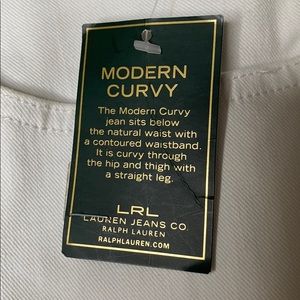 MODERN
CURVY
The Modern Curvy
jean sits below
the natural waist with
a contoured waistband.
It is curvy through
the hip and thigh with
a straight leg.
LRL
LAUREN JEANS CO.
RALPH LAUREN
RALPHLAUREN.COM